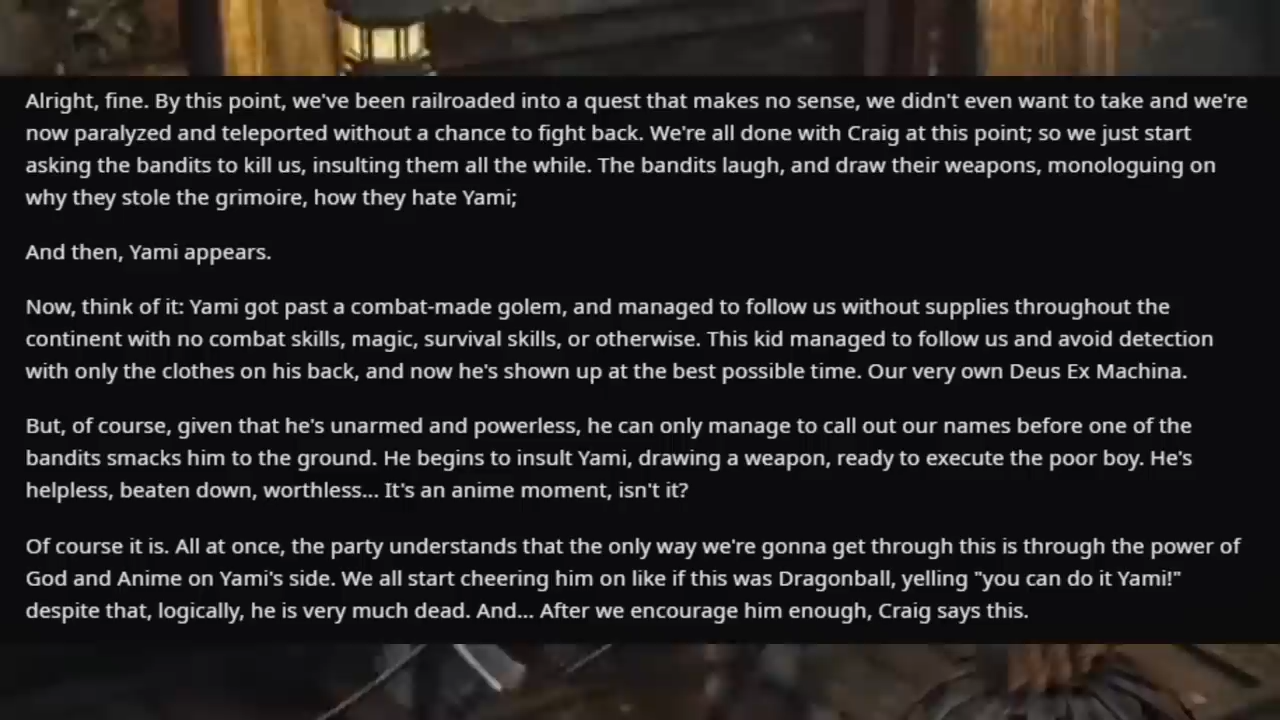 Alright, fine. By this point, we've been railroaded into a quest that makes no sense, we didn't even want to take and we're
now paralyzed and teleported without a chance to fight back. We're all done with Craig at this point; so we just start
asking the bandits to kill us, insulting them all the while. The bandits laugh, and draw their weapons, monologuing on
why they stole the grimoire, how they hate Yami;
And then, Yami appears.
Now, think of it: Yami got past a combat-made golem, and managed to follow us without supplies throughout the
continent with no combat skills, magic, survival skills, or otherwise. This kid managed to follow us and avoid detection
with only the clothes on his back, and now he's shown up at the best possible time. Our very own Deus Ex Machina.
But, of course, given that he's unarmed and powerless, he can only manage to call out our names before one of the
bandits smacks him to the ground. He begins to insult Yami, drawing a weapon, ready to execute the poor boy. He's
helpless, beaten down, worthless... It's an anime moment, isn't it?
Of course it is. All at once, the party understands that the only way we're gonna get through this is through the power of
God and Anime on Yami's side. We all start cheering him on like if this was Dragonball, yelling "you can do it Yami!"
despite that, logically, he is very much dead. And... After we encourage him enough, Craig says this.